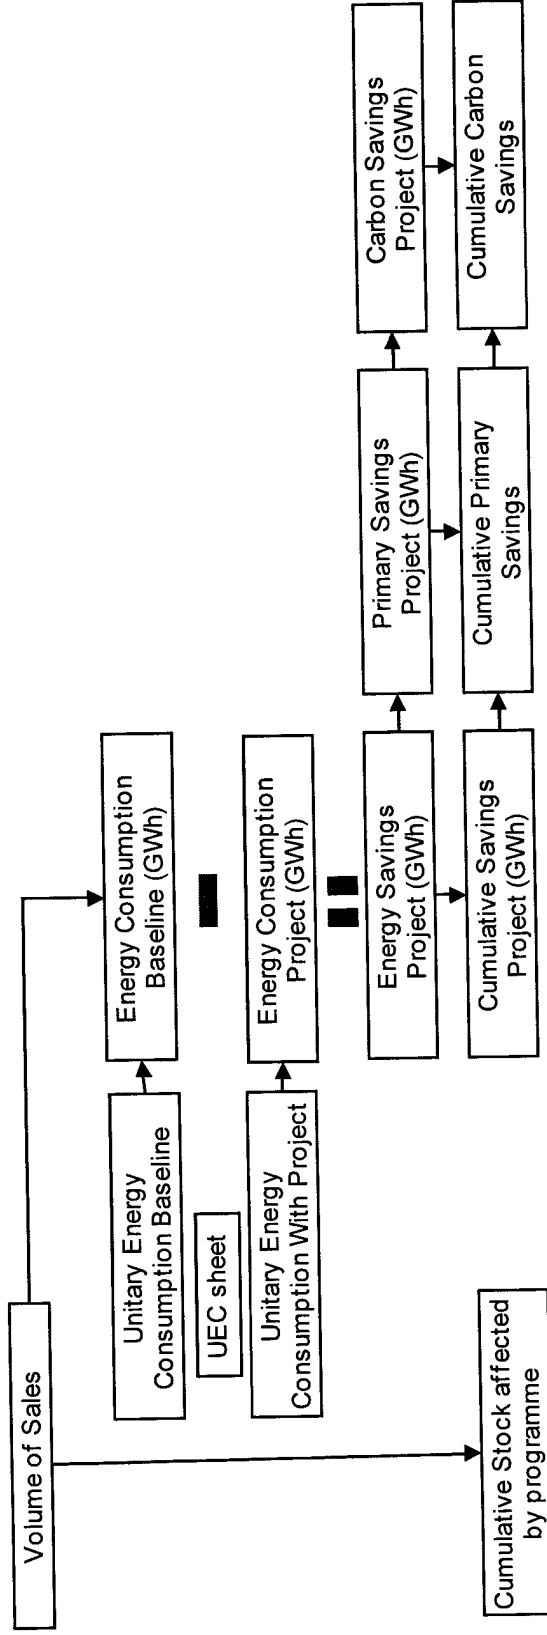 Volume of Sales
Unitary Energy
Consumption Baseline
Energy Consumption
Baseline (GWh)
UEC sheet
Unitary Energy
Consumption With Project
Energy Consumption
Project (GWh)
Energy Savings
Project (GWh)
Primary Savings
Project (GWh)
Carbon Savings
Project (GWh)
Cumulative Stock affected
by programme
Cumulative Savings
Project (GWh)
Cumulative Primary
Savings
Cumulative Carbon
Savings